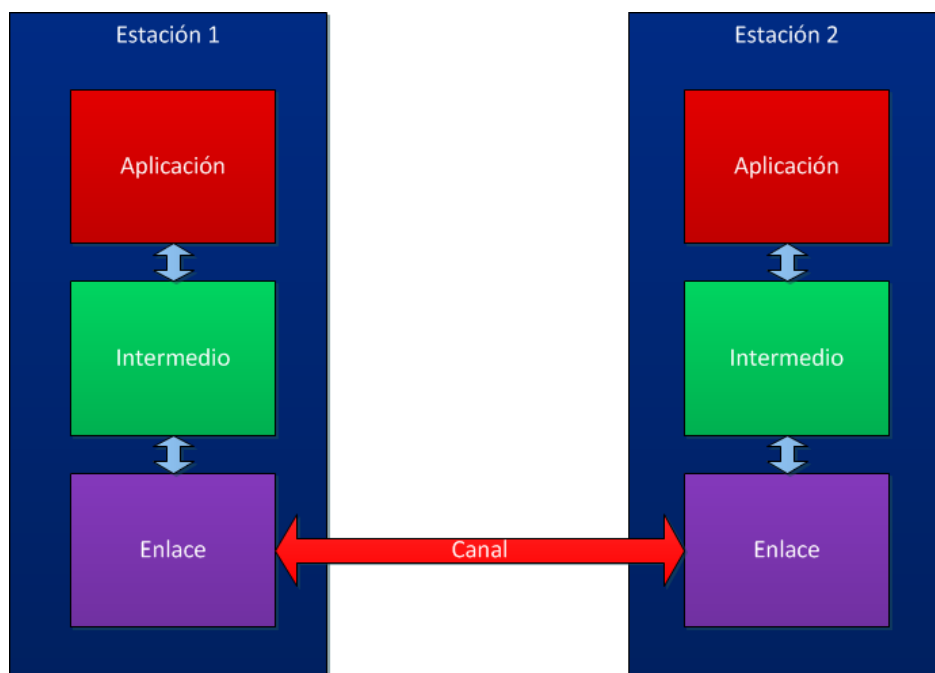 Estación 1
Estación 2
Aplicación
Aplicación
Intermedio
Intermedio
Enlace
Canal
Enlace